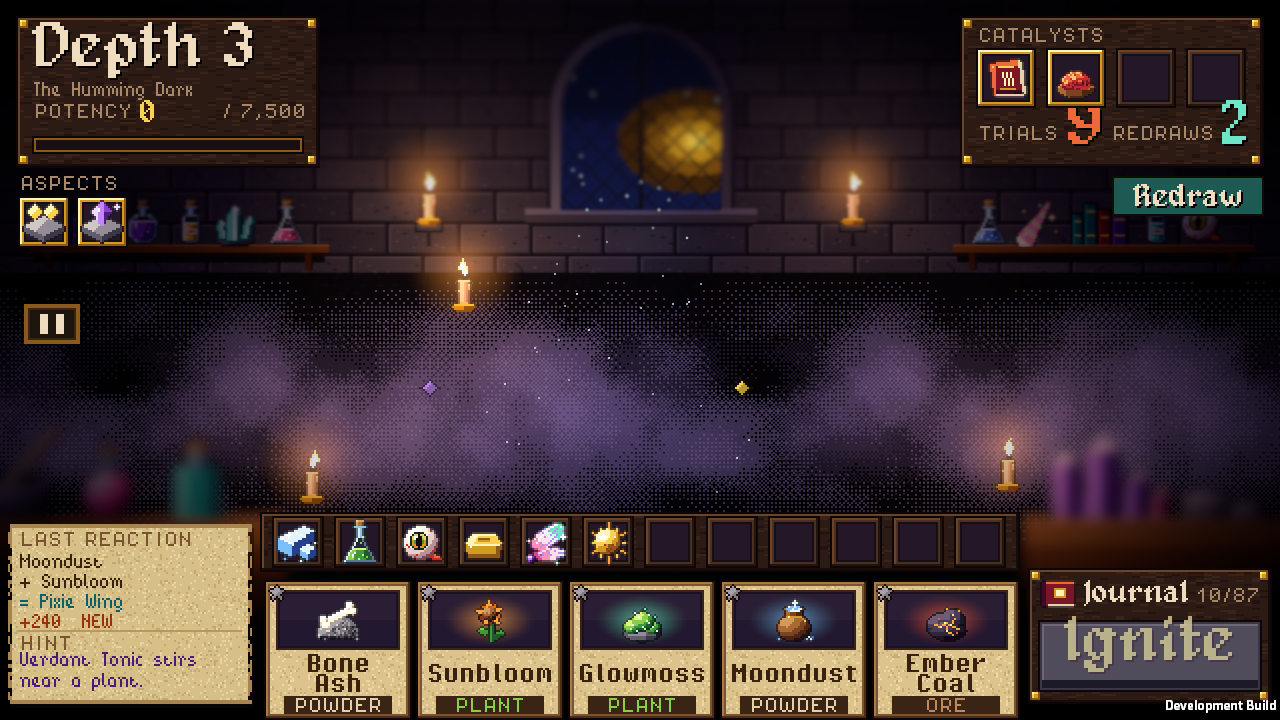 Depth 3
The Humming Dark
POTENCY 0 / 7,500
ASPECTS
CATALYSTS
TRIALS 9 REDRAWS 2
Redraw
LAST REACTION
Moondust
+ Sunbloom
= Pixie Wing
+240 NEW
HINT
Verdant Tonic stirs
near a plant.
Bone
Ash
POWDER
Sunbloom
PLANT
Glowmoss
PLANT
Moondust
POWDER
Ember
Coal
ORE
Journal 10/87
Ignite
Development Build